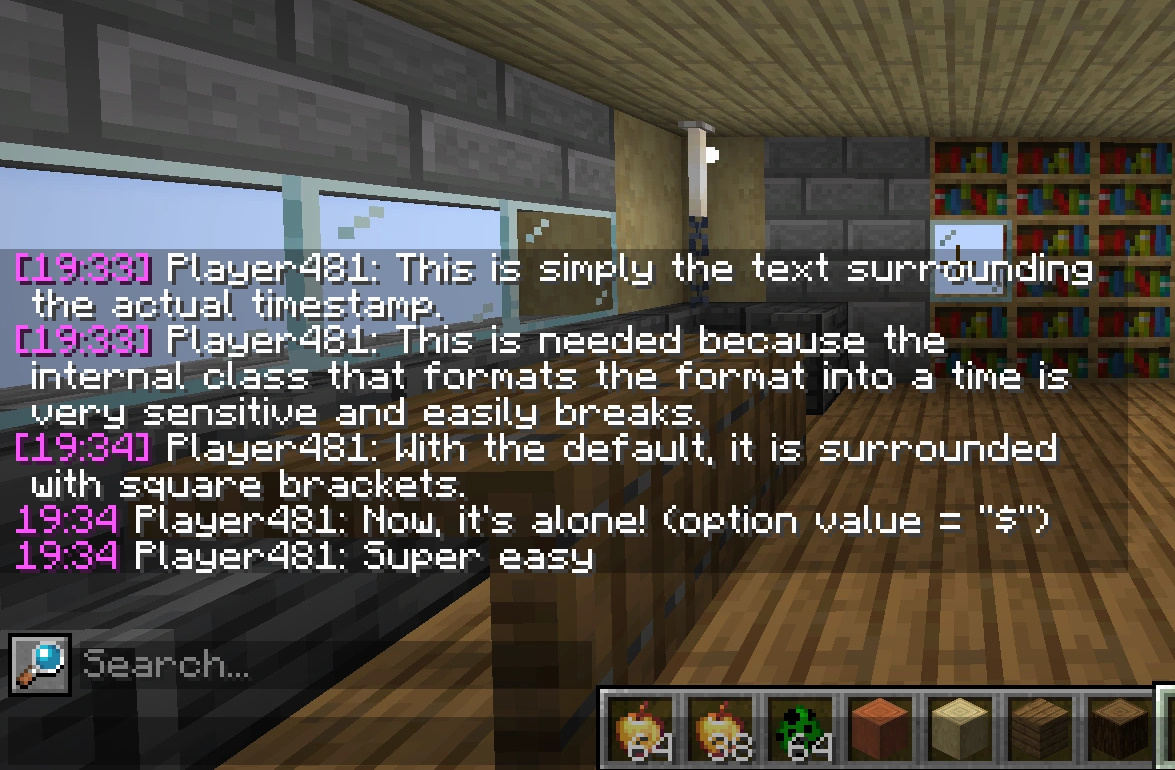 [19:33] Player481: This is simply the text surrounding
the actual timestamp.
[19:33] Player481: This is needed because the
internal class that formats the format into a time is
very sensitive and easily breaks.
[19:34] Player481: With the default, it is surrounded
with square brackets.
19:34 Player481: Now, it's alone! (option value = "$")
19:34 Player481: Super easy
Search...
64 38 64